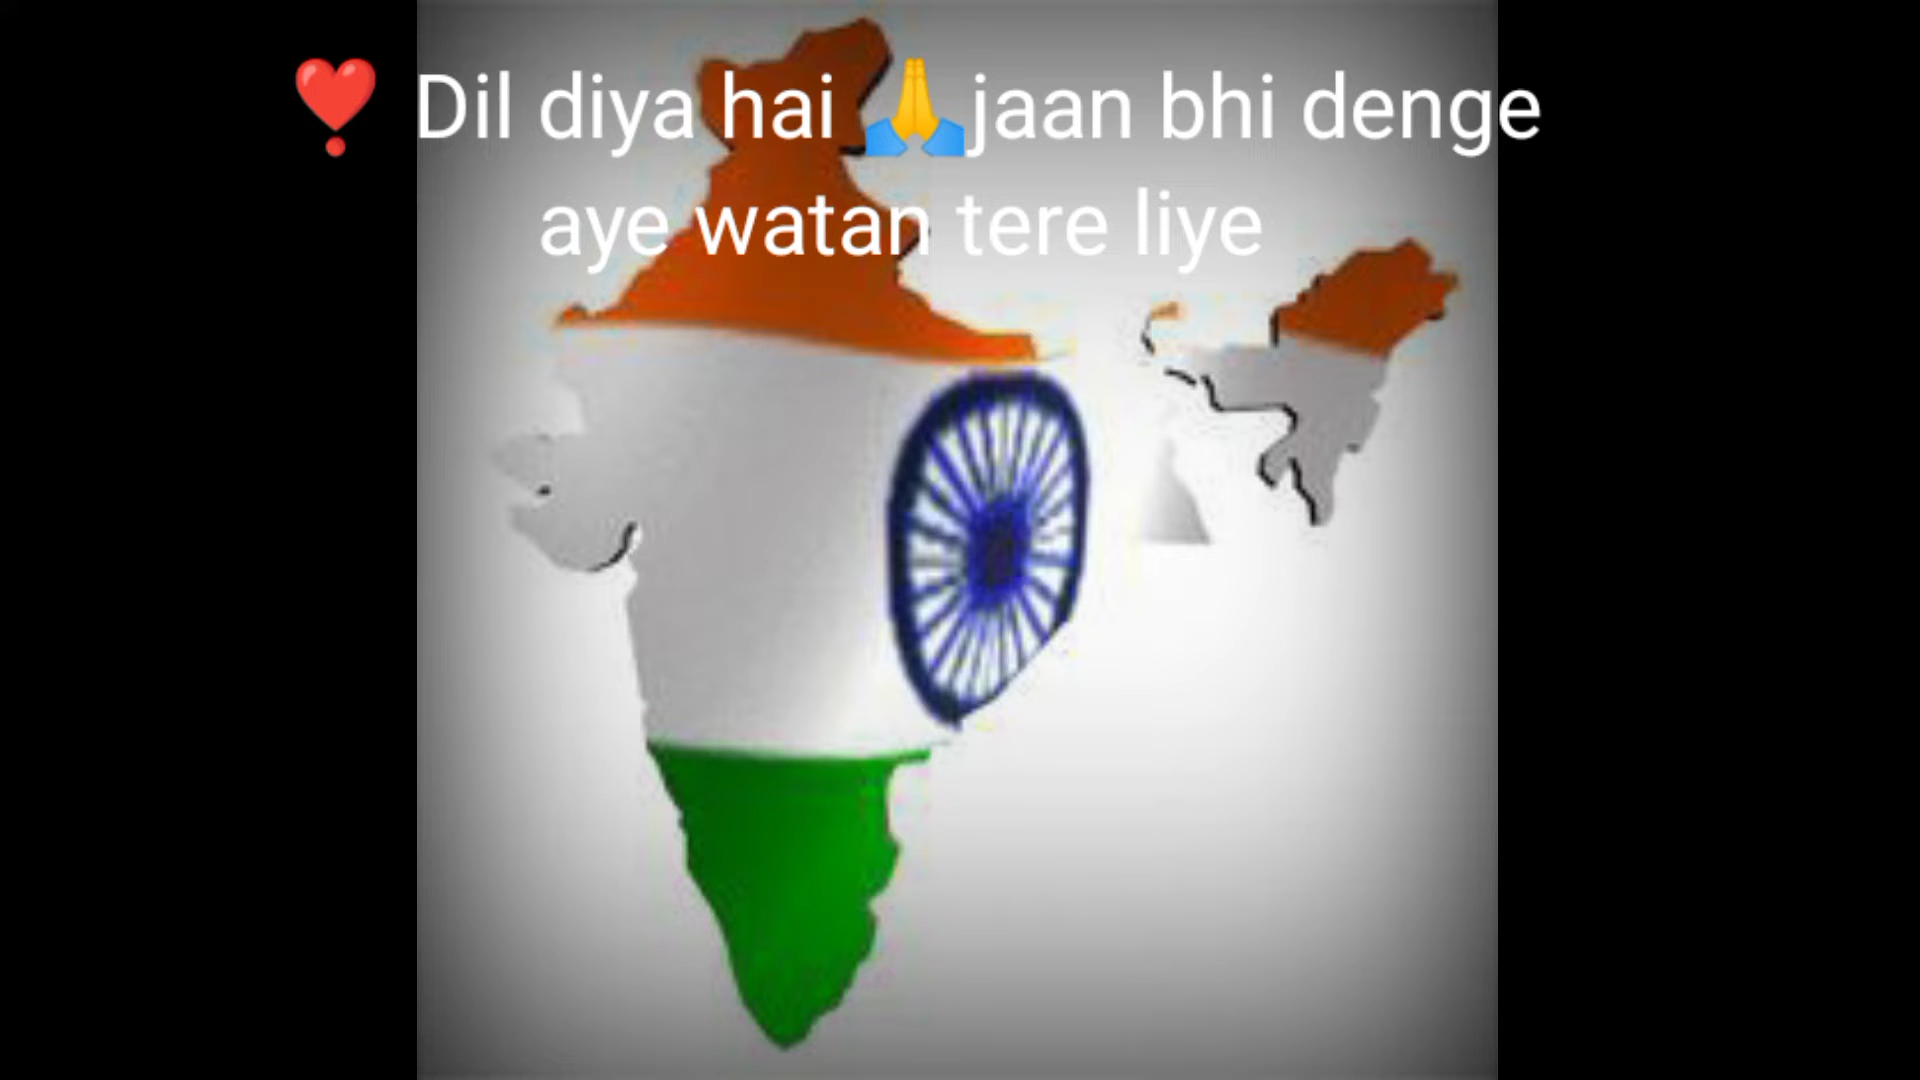 ❣️ Dil diya hai 🙏jaan bhi denge
aye watan tere liye